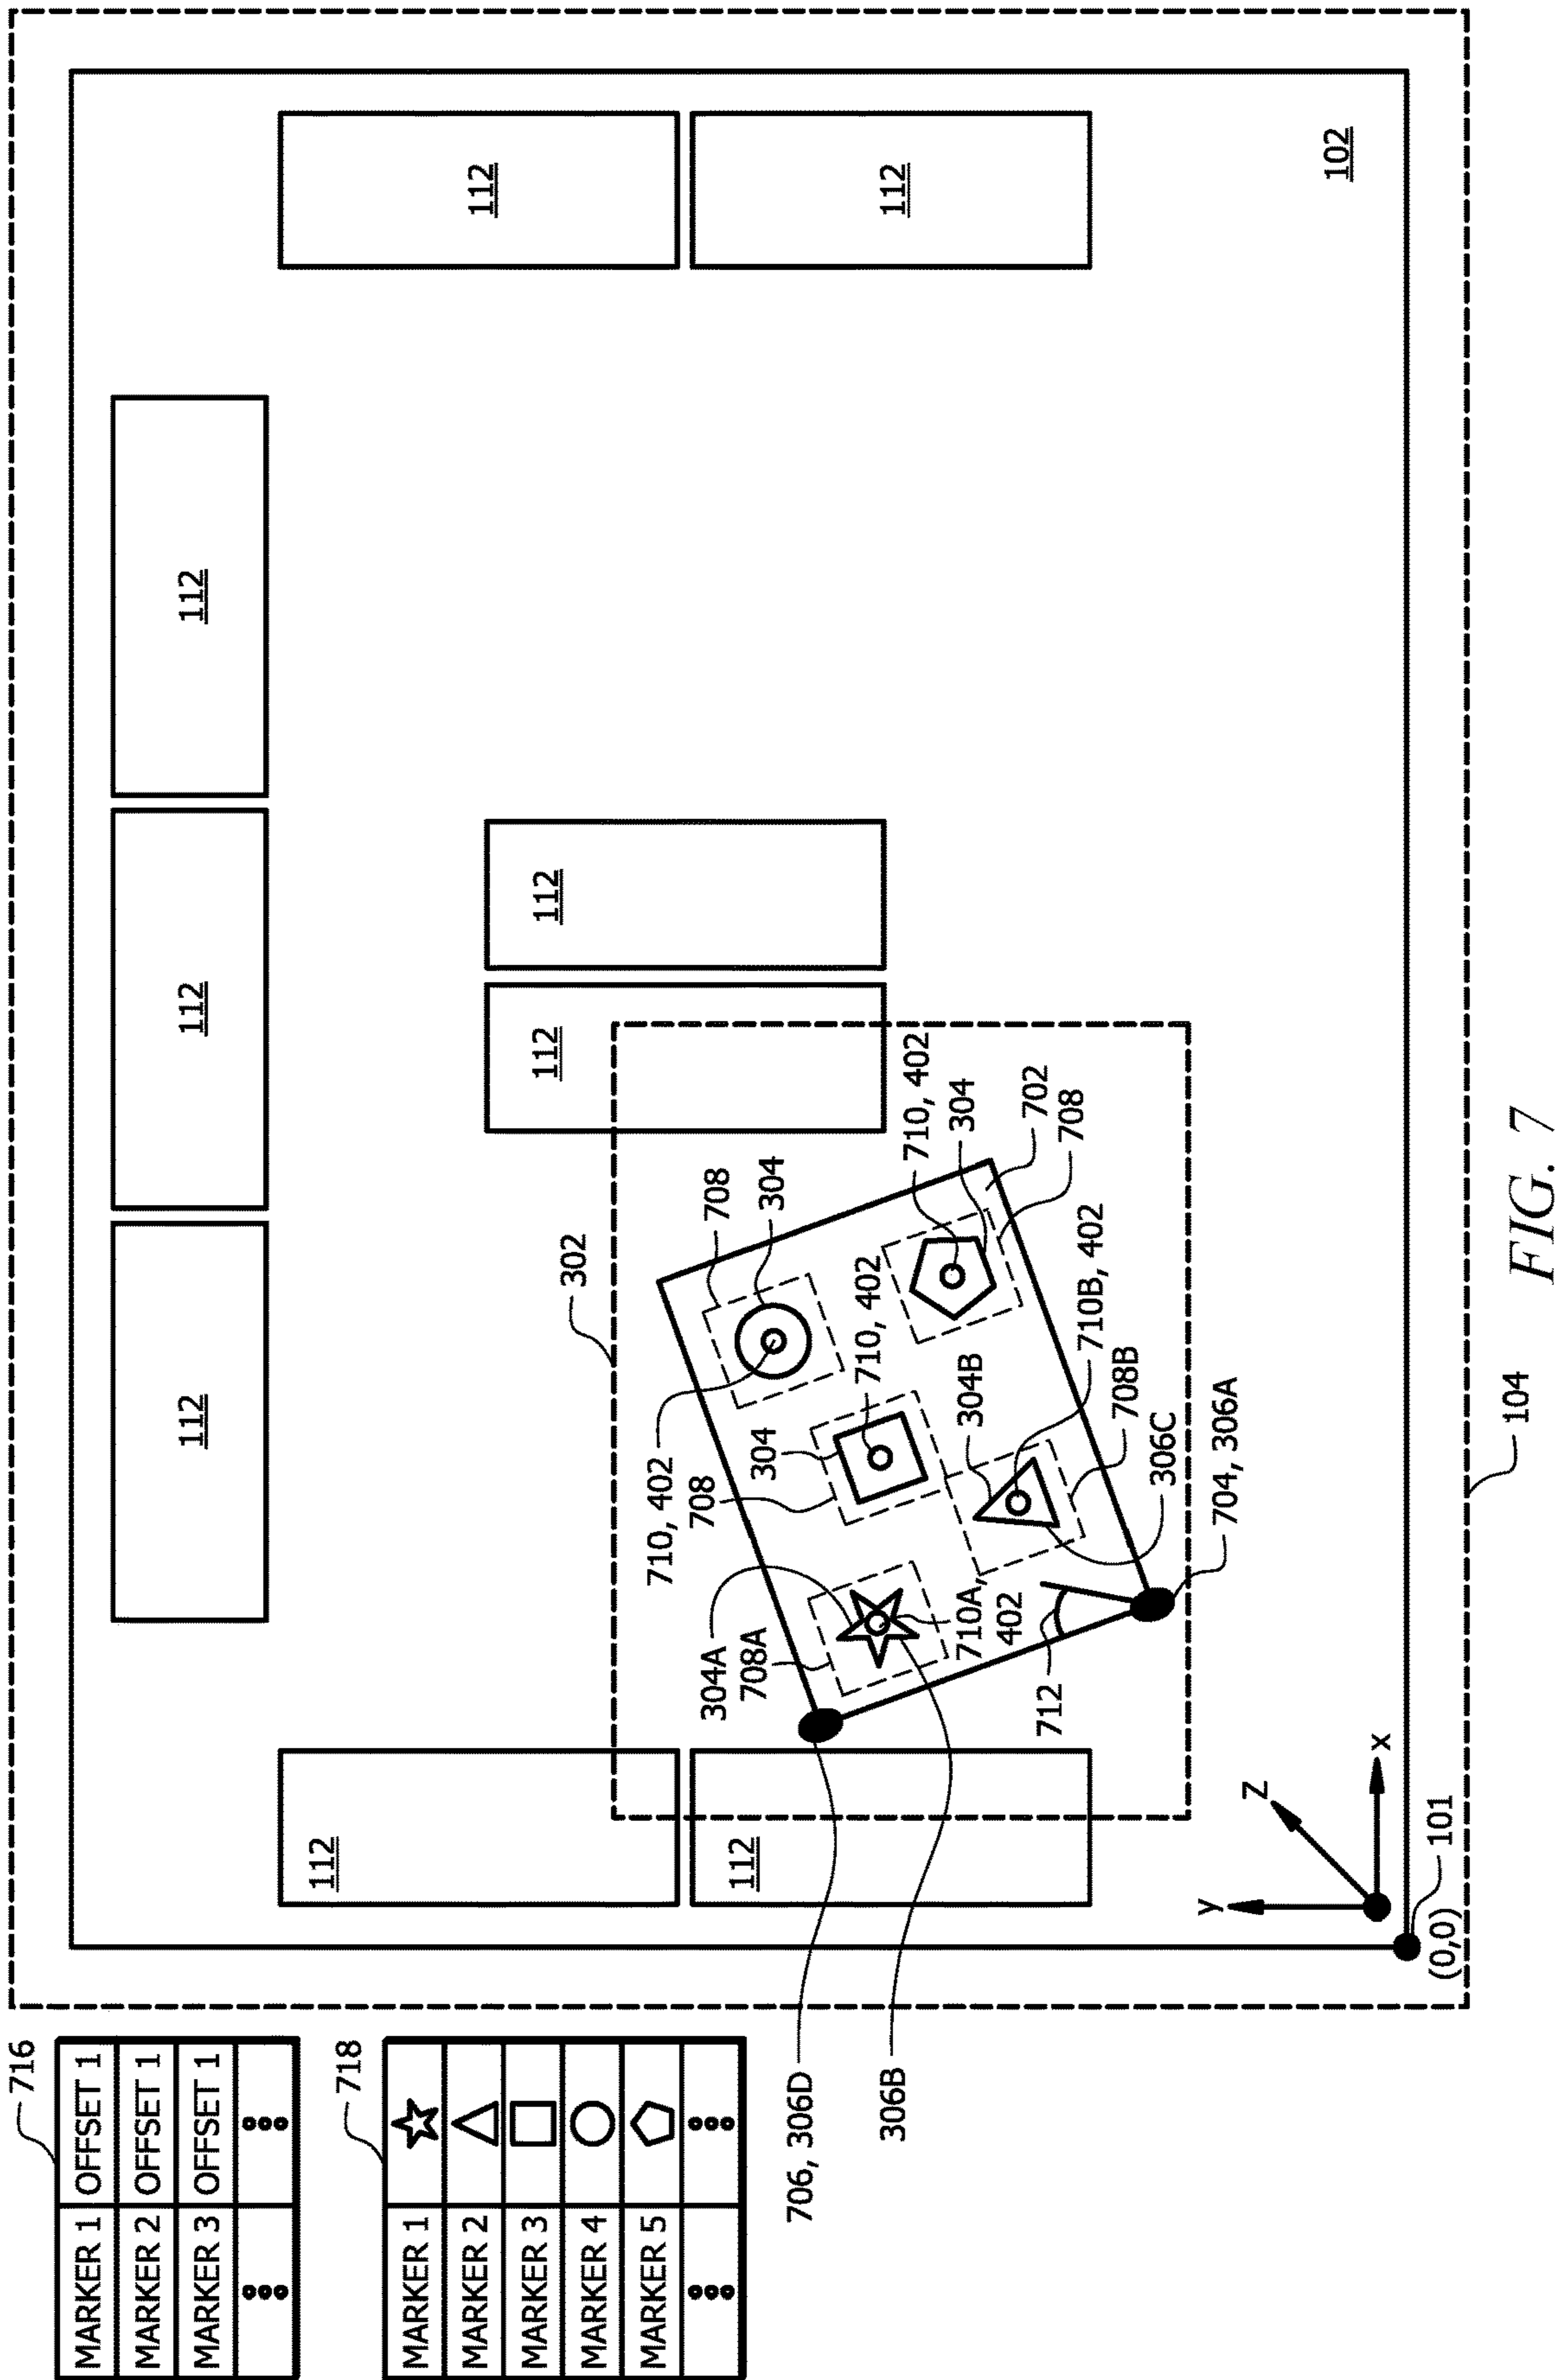 716
MARKER 1 OFFSET 1
MARKER 2 OFFSET 1
MARKER 3 OFFSET 1
718
MARKER 1
MARKER 2
MARKER 3
MARKER 4
MARKER 5
112
112
112
112
112
112
112
112
112
302
710, 402
708
304A
708A
304
708
304
710, 402
710, 402
304
702
708
304B
710A,
402
710B, 402
708B
306C
704, 306A
712
706, 306D
306B
y
Z
x
101
(0,0)
102
104
FIG. 7